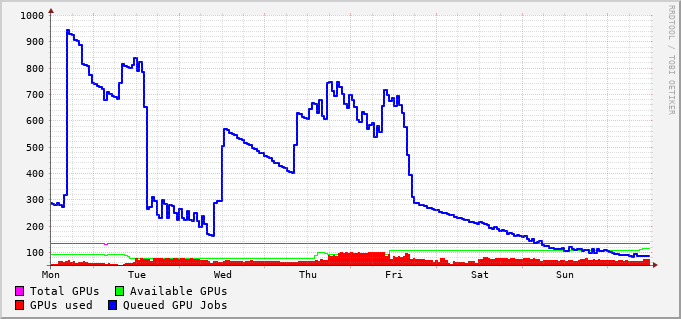 1000
900
800
700
600
500
400
300
200
100
Mon Tue Wed Thu Fri Sat Sun
Total GPUs Available GPUs
GPUs used Queued GPU Jobs
RRDTOOL / TOBI OETIKER